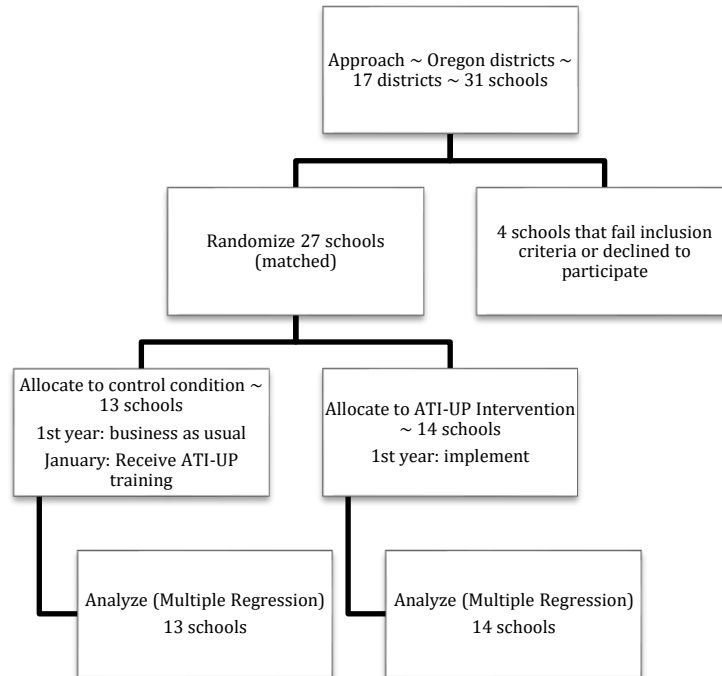 Approach ~ Oregon districts ~
17 districts ~ 31 schools
Randomize 27 schools
(matched)
4 schools that fail inclusion
criteria or declined to
participate
Allocate to control condition ~
13 schools
1st year: business as usual
January: Receive ATI-UP
training
Allocate to ATI-UP Intervention
~ 14 schools
1st year: implement
Analyze (Multiple Regression)
13 schools
Analyze (Multiple Regression)
14 schools